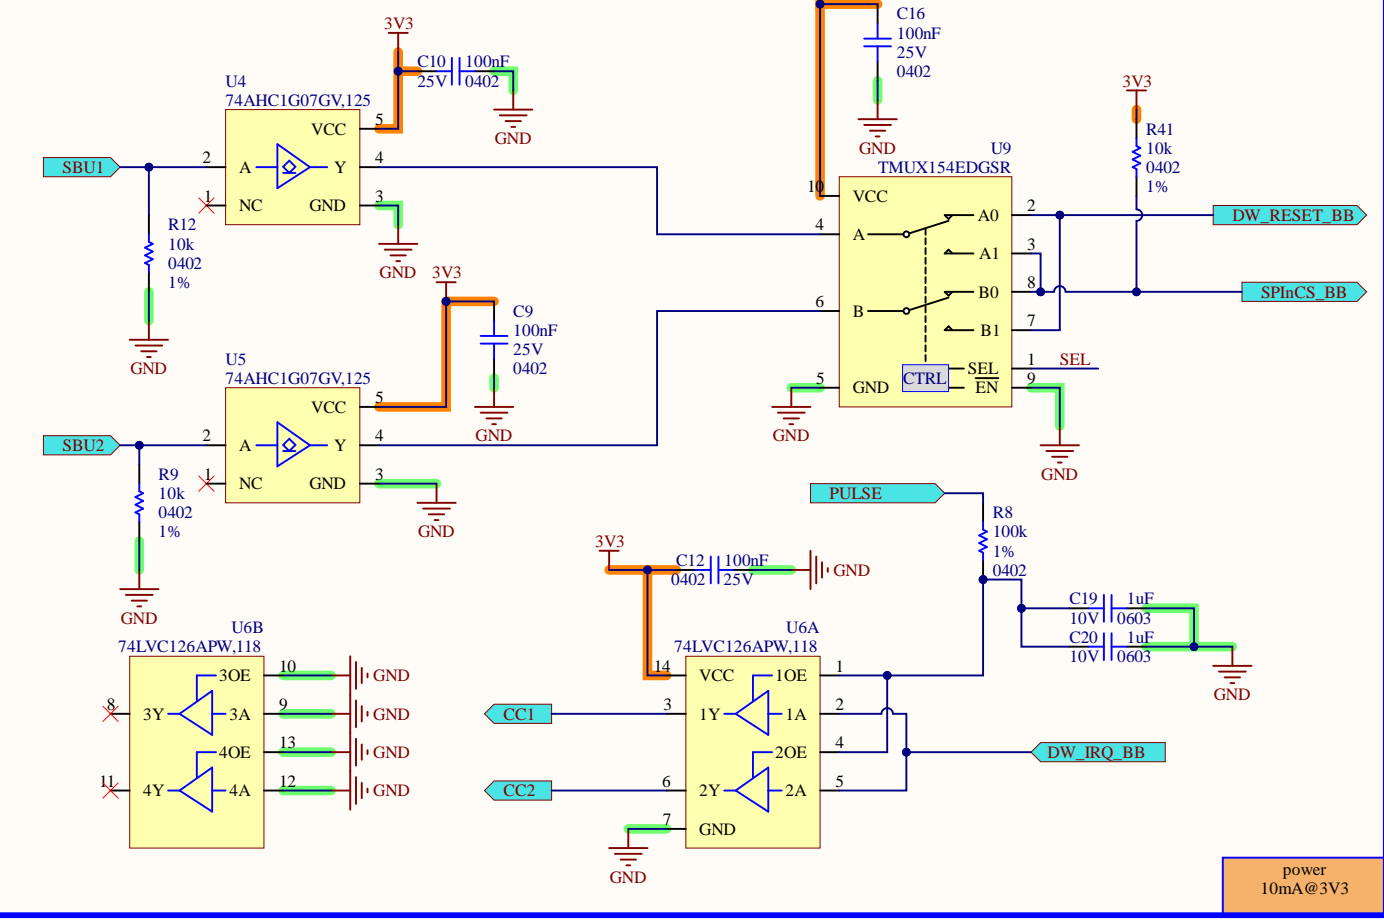 3V3
C10 100nF
25V 0402
GND
U4
74AHC1G07GV,125
VCC 5
SBU1
2 A Y 4
1 NC GND 3
GND
R12
10k
0402
1%
GND
3V3
C9
100nF
25V
0402
GND
U5
74AHC1G07GV,125
VCC 5
SBU2
2 A Y 4
1 NC GND 3
GND
R9
10k
0402
1%
GND
C16
100nF
25V
0402
GND
3V3
R41
10k
0402
1%
U9
TMUX154EDGSR
10 VCC
4 A A0 2
A1 3
6 B B0 8
B1 7
SEL 1 SEL
5 GND CTRL EN 9
GND
GND
DW_RESET_BB
SPInCS_BB
PULSE
R8
100k
1%
0402
C19 1uF
10V 0603
C20 1uF
10V 0603
GND
3V3
C12 100nF
0402 25V
GND
U6B
74LVC126APW,118
3OE 10 GND
8 3Y 3A 9 GND
4OE 13 GND
11 4Y 4A 12 GND
U6A
74LVC126APW,118
14 VCC 1OE 1
CC1 3 1Y 1A 2
2OE 4
DW_IRQ_BB
CC2 6 2Y 2A 5
7 GND
GND
power
10mA@3V3